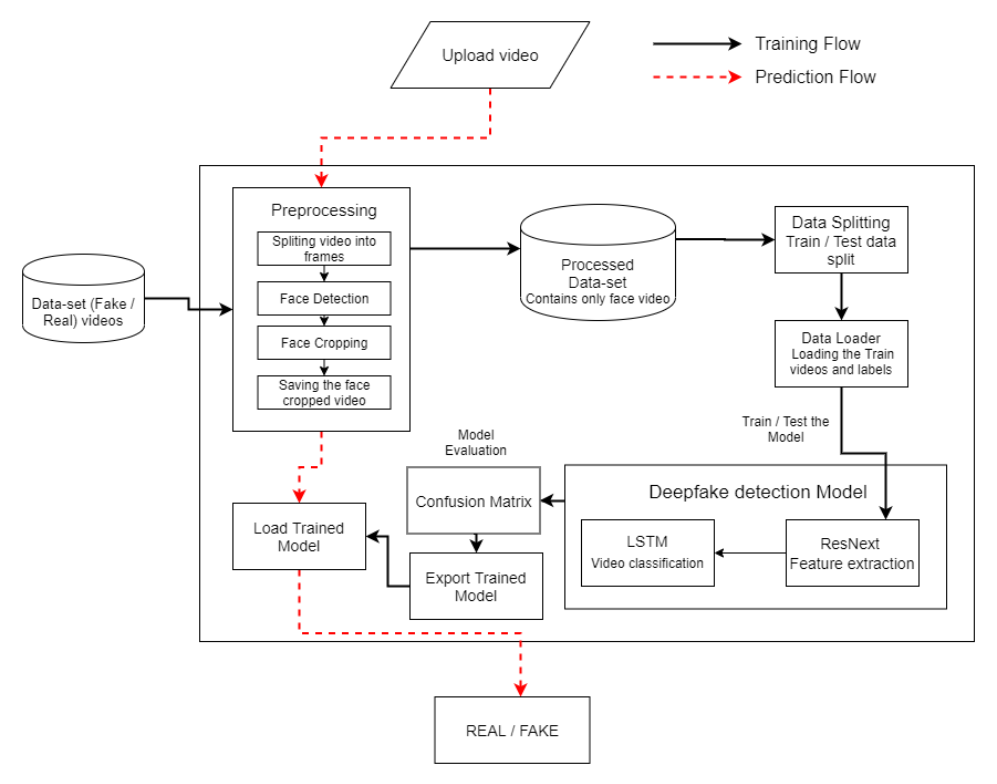 Upload video
Training Flow
Prediction Flow
Preprocessing
Spliting video into
frames
Face Detection
Face Cropping
Saving the face
cropped video
Data-set (Fake /
Real) videos
Processed
Data-set
Contains only face video
Data Splitting
Train / Test data
split
Data Loader
Loading the Train
videos and labels
Train / Test the
Model
Model
Evaluation
Confusion Matrix
Export Trained
Model
Load Trained
Model
Deepfake detection Model
LSTM
Video classification
ResNext
Feature extraction
REAL / FAKE